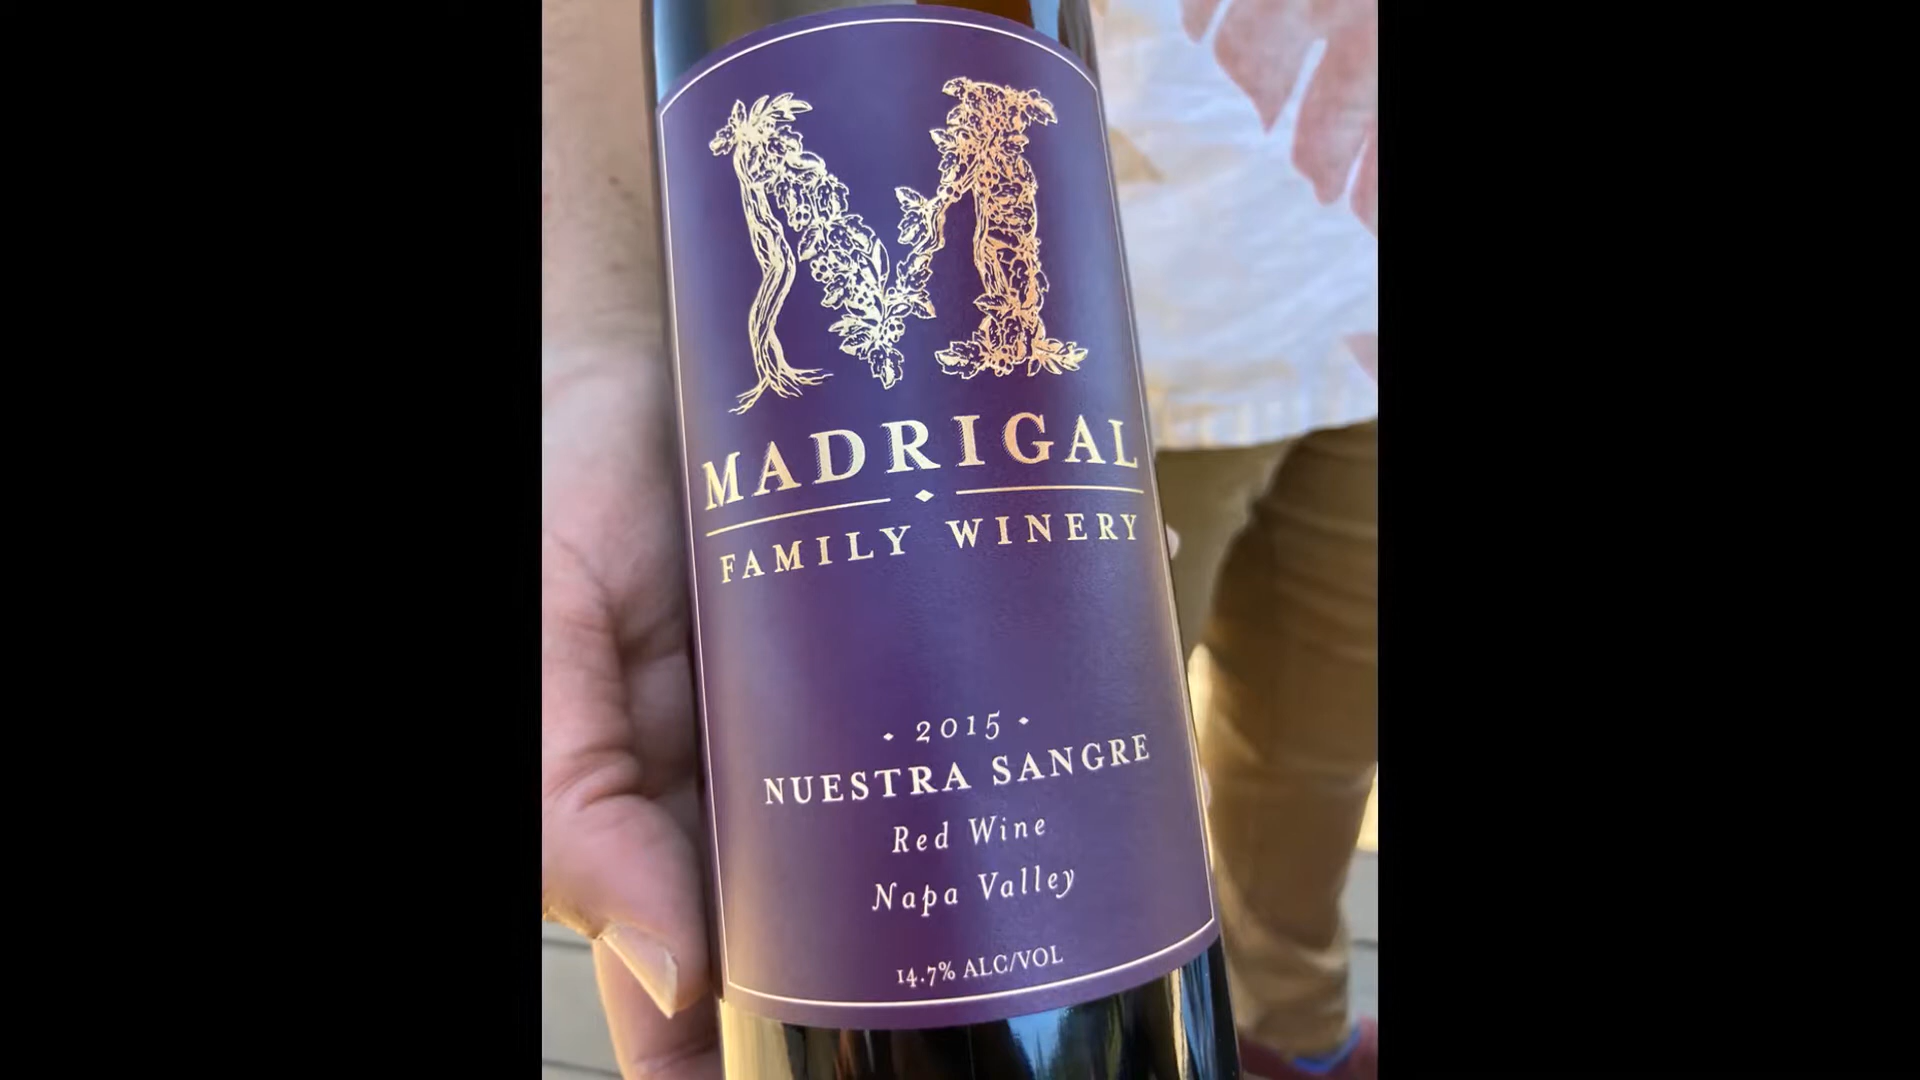 M
MADRIGAL
FAMILY WINERY
· 2015 ·
NUESTRA SANGRE
Red Wine
Napa Valley
14.7% ALC/VOL